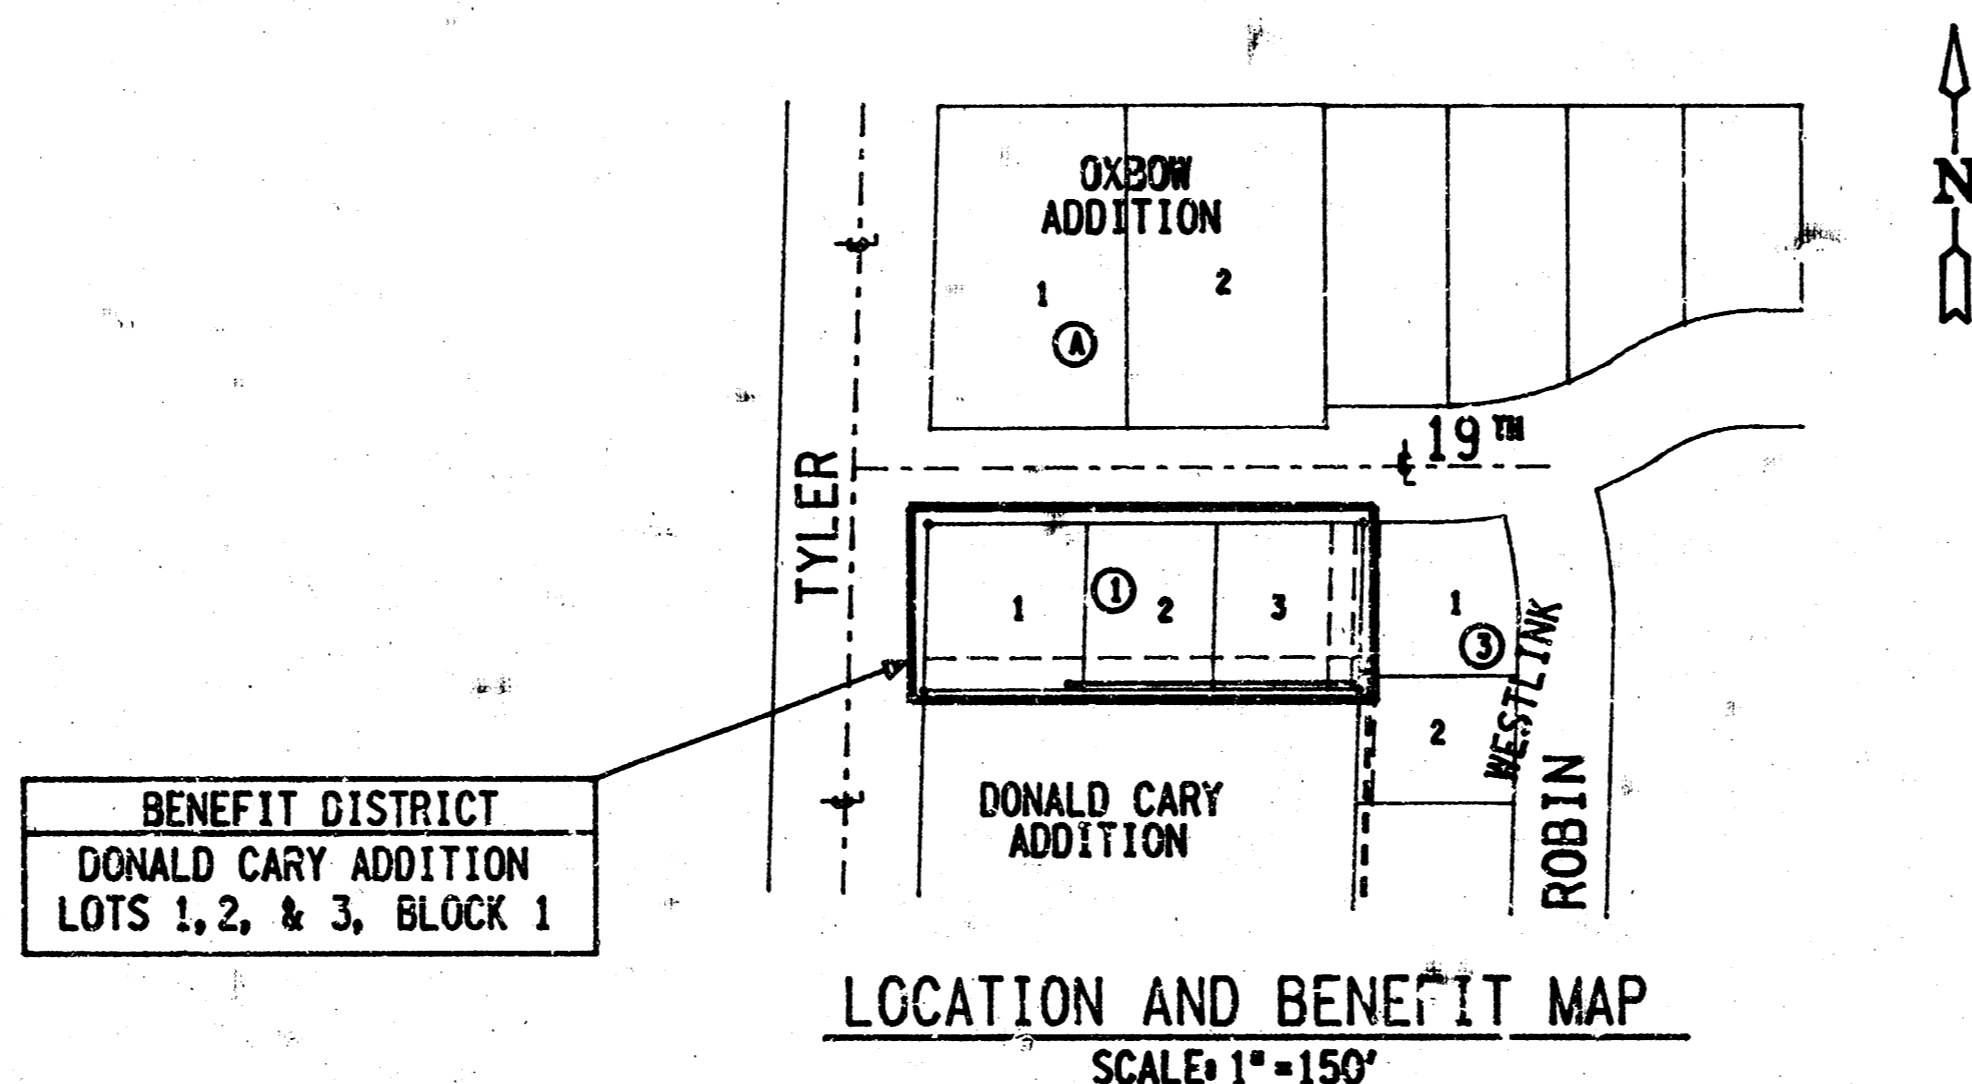 N
OXBOW
ADDITION
1
2
A
19TH
TYLER
1
1
2
3
1
3
2
WESTLINK
ROBIN
DONALD CARY
ADDITION
BENEFIT DISTRICT
DONALD CARY ADDITION
LOTS 1, 2, & 3, BLOCK 1
LOCATION AND BENEFIT MAP
SCALE: 1"=150'